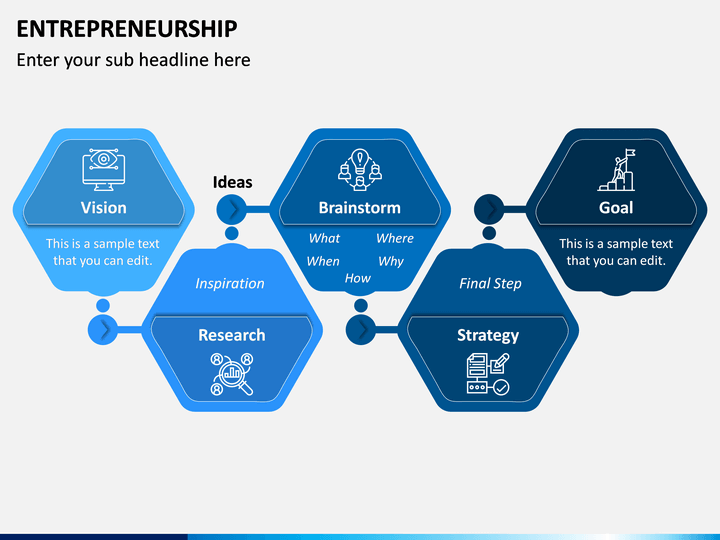 ENTREPRENEURSHIP
Enter your sub headline here
Vision
This is a sample text
that you can edit.
Inspiration
Research
Ideas
Brainstorm
What Where
When Why
How
Final Step
Strategy
Goal
This is a sample text
that you can edit.